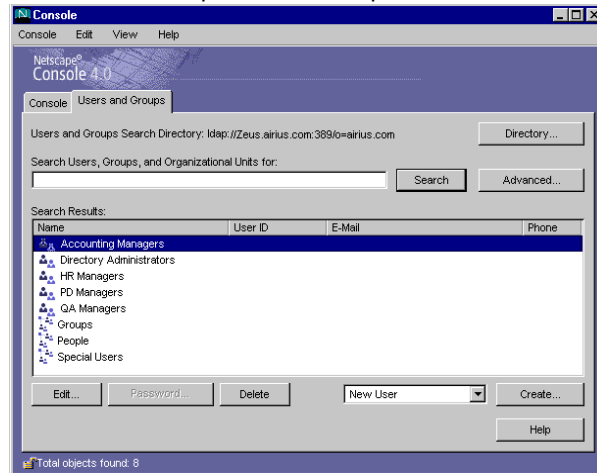 Console
Console Edit View Help
Netscape®
Console 4.0
Console Users and Groups
Users and Groups Search Directory: ldap://Zeus.airius.com:389/o=airius.com Directory...
Search Users, Groups, and Organizational Units for:
Search Advanced...
Search Results:
Name User ID E-Mail Phone
Accounting Managers
Directory Administrators
HR Managers
PD Managers
QA Managers
Groups
People
Special Users
Edit... Password... Delete New User Create...
Help
Total objects found: 8